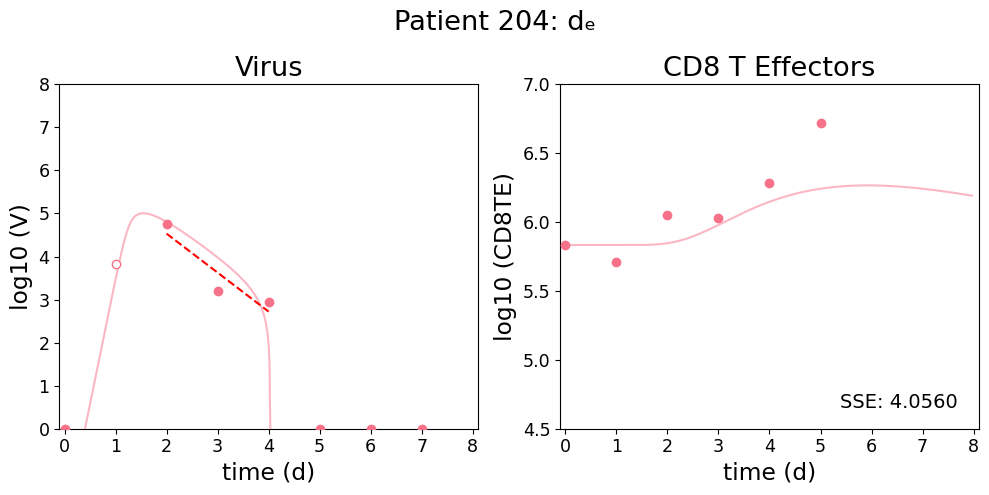 Patient 204: dₑ
Virus
CD8 T Effectors
log10 (V)
8
7
6
5
4
3
2
1
0
0 1 2 3 4 5 6 7 8
time (d)
log10 (CD8TE)
7.0
6.5
6.0
5.5
5.0
4.5
SSE: 4.0560
0 1 2 3 4 5 6 7 8
time (d)